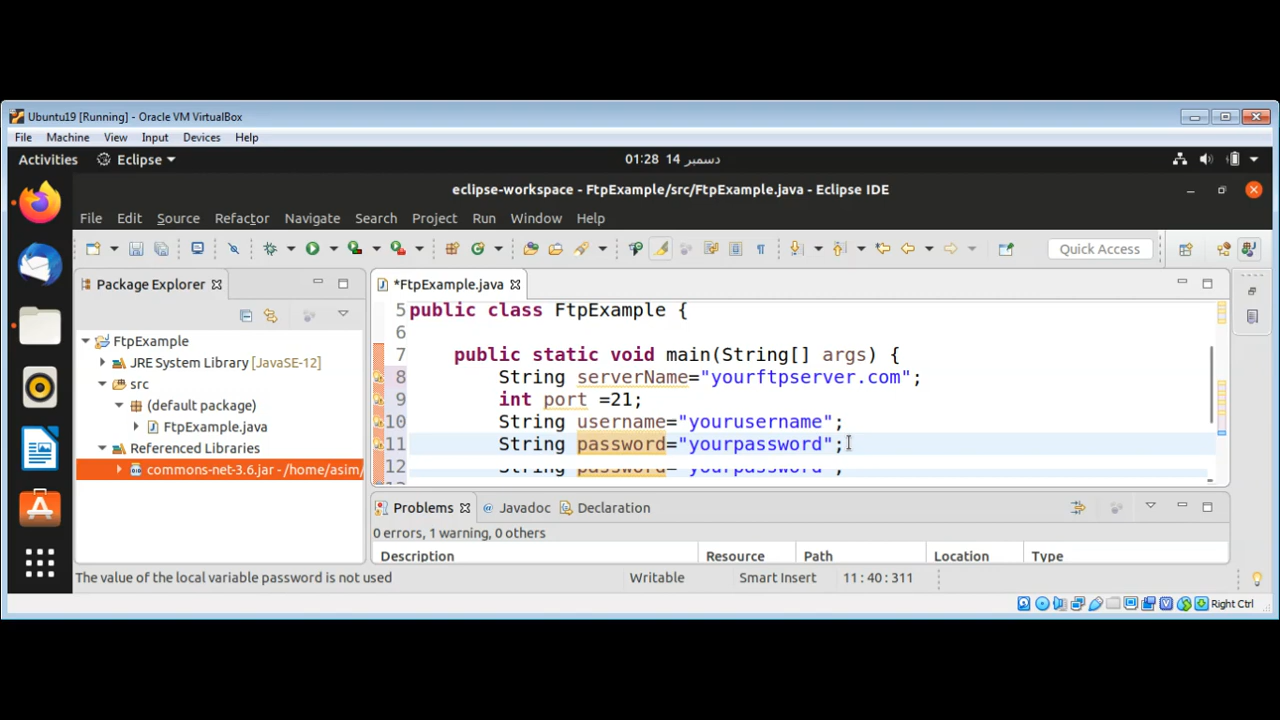 Ubuntu19 [Running] - Oracle VM VirtualBox
File Machine View Input Devices Help
Activities Eclipse 01:28 14 دسمبر
eclipse-workspace - FtpExample/src/FtpExample.java - Eclipse IDE
File Edit Source Refactor Navigate Search Project Run Window Help
Quick Access
Package Explorer
*FtpExample.java
FtpExample
JRE System Library [JavaSE-12]
src
(default package)
FtpExample.java
Referenced Libraries
commons-net-3.6.jar - /home/asim/
5 public class FtpExample {
6
7 public static void main(String[] args) {
8 String serverName="yourftpserver.com";
9 int port =21;
10 String username="yourusername";
11 String password="yourpassword";
12 String password="yourpassword";
Problems Javadoc Declaration
0 errors, 1 warning, 0 others
Description Resource Path Location Type
The value of the local variable password is not used Writable Smart Insert 11:40:311
Right Ctrl